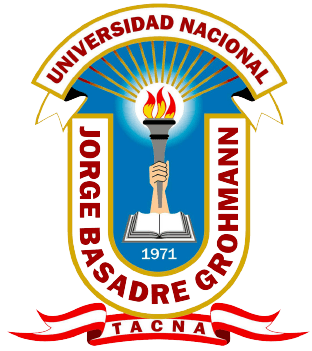 UNIVERSIDAD NACIONAL
JORGE BASADRE GROHMANN
1971
TACNA